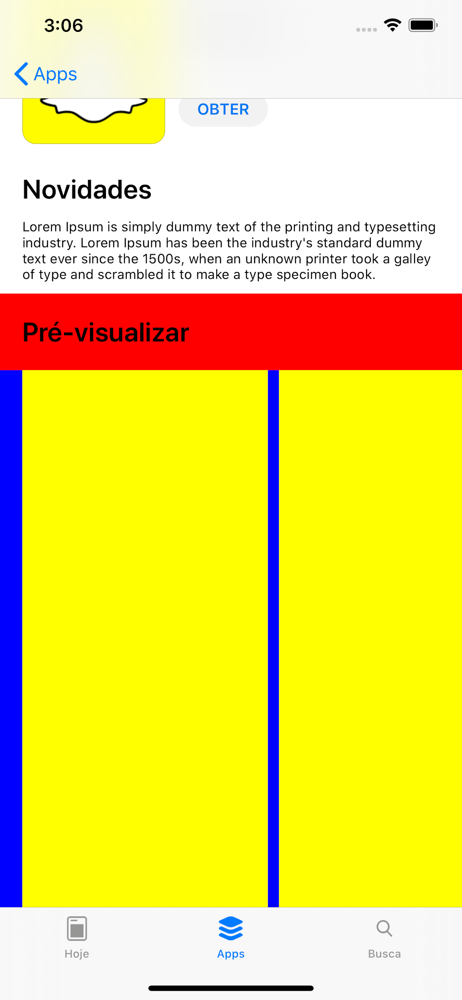 3:06
Apps
OBTER
Novidades
Lorem Ipsum is simply dummy text of the printing and typesetting
industry. Lorem Ipsum has been the industry's standard dummy
text ever since the 1500s, when an unknown printer took a galley
of type and scrambled it to make a type specimen book.
Pré-visualizar
Hoje
Apps
Busca